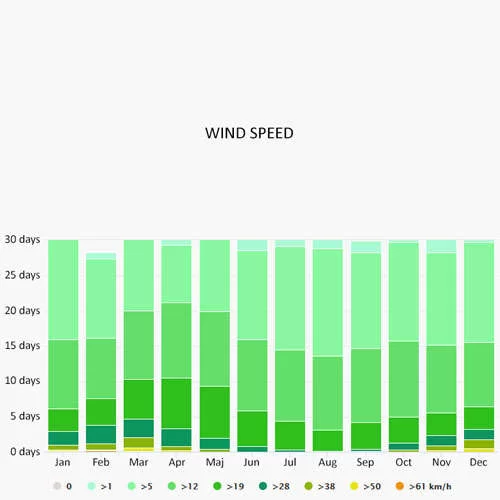 WIND SPEED
30 days
25 days
20 days
15 days
10 days
5 days
0 days
Jan Feb Mar Apr Maj Jun Jul Aug Sep Oct Nov Dec
0 >1 >5 >12 >19 >28 >38 >50 >61 km/h